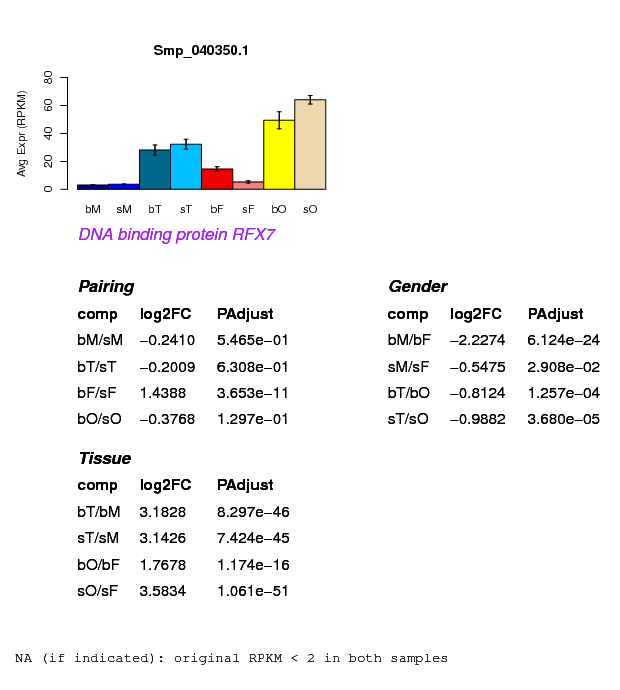 Smp_040350.1
Avg Expr (RPKM)
80
60
40
20
0
bM sM bT sT bF sF bO sO
DNA binding protein RFX7
Pairing
comp log2FC PAdjust
bM/sM −0.2410 5.465e−01
bT/sT −0.2009 6.308e−01
bF/sF 1.4388 3.653e−11
bO/sO −0.3768 1.297e−01
Gender
comp log2FC PAdjust
bM/bF −2.2274 6.124e−24
sM/sF −0.5475 2.908e−02
bT/bO −0.8124 1.257e−04
sT/sO −0.9882 3.680e−05
Tissue
comp log2FC PAdjust
bT/bM 3.1828 8.297e−46
sT/sM 3.1426 7.424e−45
bO/bF 1.7678 1.174e−16
sO/sF 3.5834 1.061e−51
NA (if indicated): original RPKM < 2 in both samples